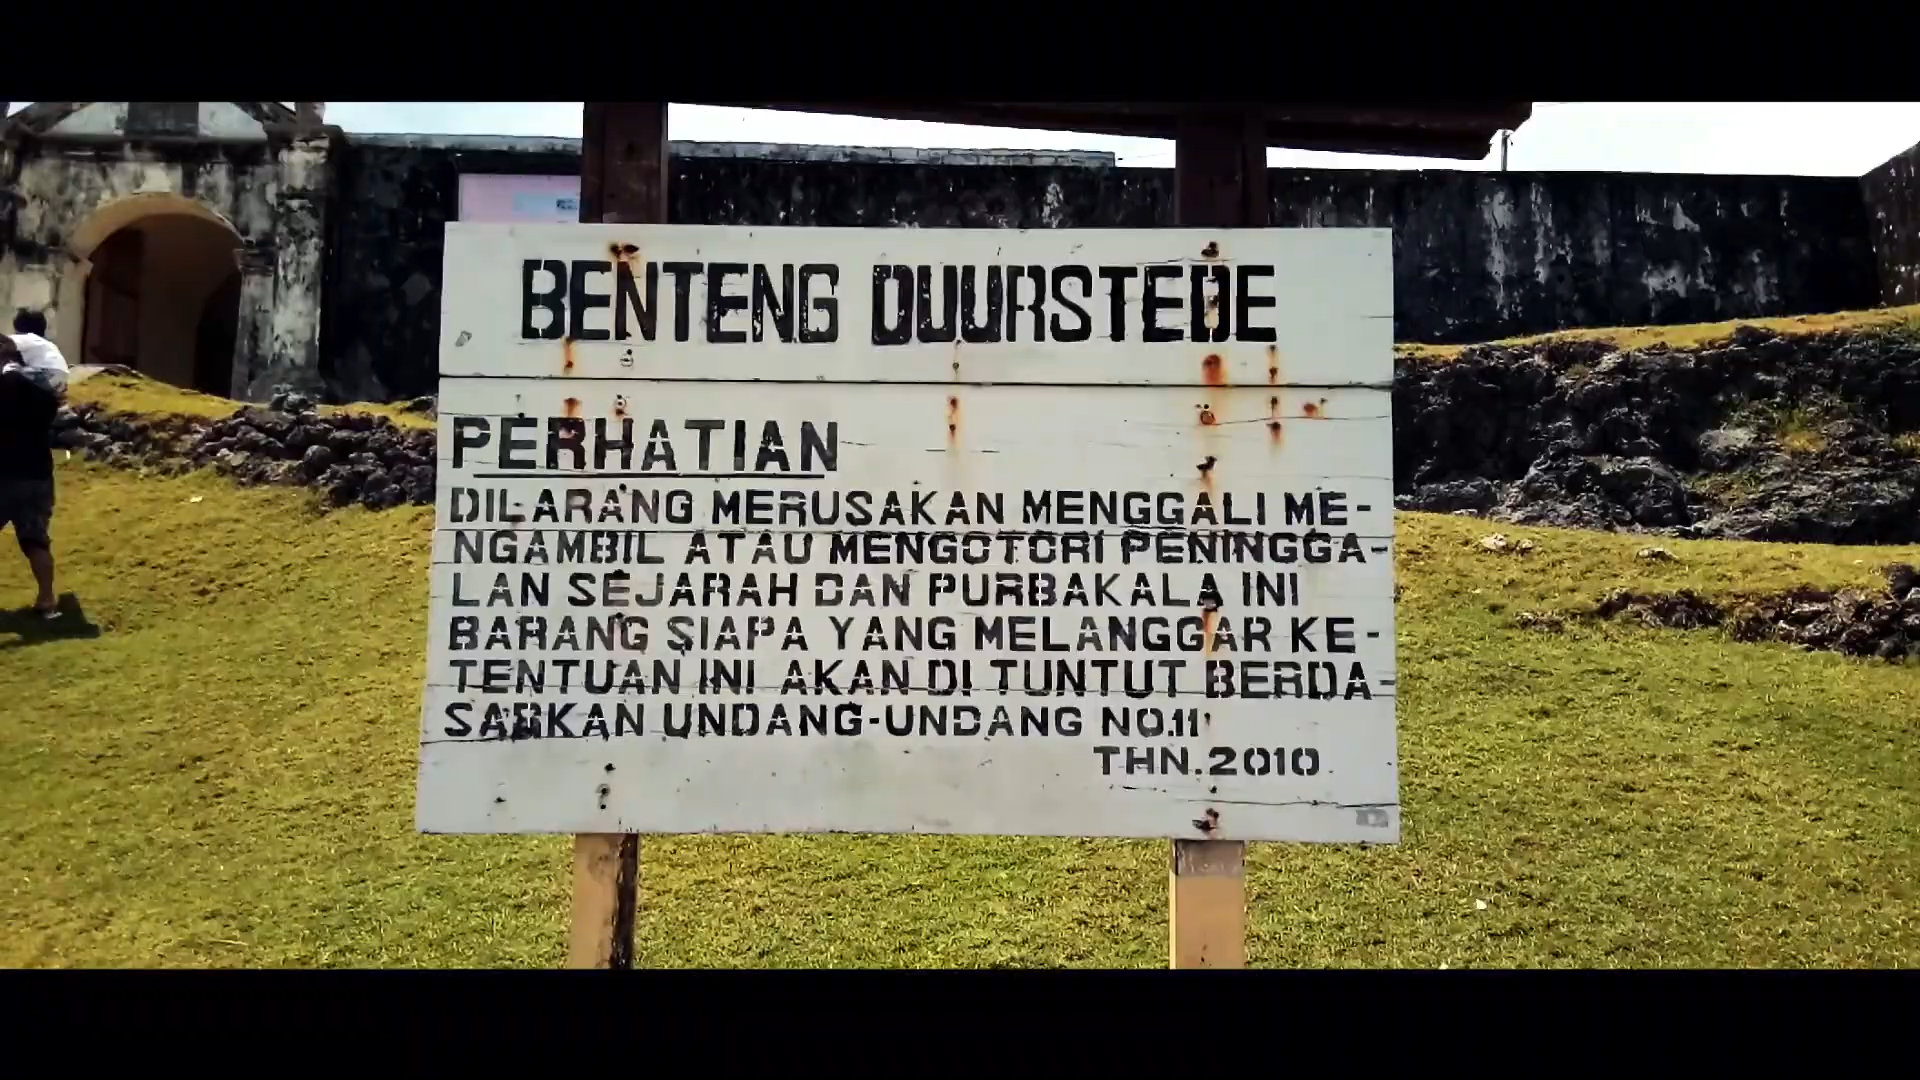 BENTENG DUURSTEDE
PERHATIAN
DILARANG MERUSAKAN MENGGALI ME-
NGAMBIL ATAU MENGOTORI PENINGGA-
LAN SEJARAH DAN PURBAKALA INI
BARANG SIAPA YANG MELANGGAR KE-
TENTUAN INI AKAN DI TUNTUT BERDA-
SARKAN UNDANG-UNDANG NO.11
THN.2010